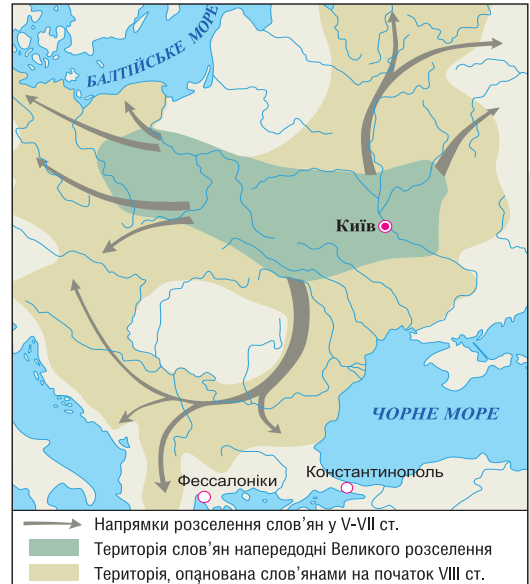 БАЛТІЙСЬКЕ МОРЕ
Київ
ЧОРНЕ МОРЕ
Фессалоніки
Константинополь
Напрямки розселення слов’ян у V-VII ст.
Територія слов’ян напередодні Великого розселення
Територія, опанована слов’янами на початок VIII ст.